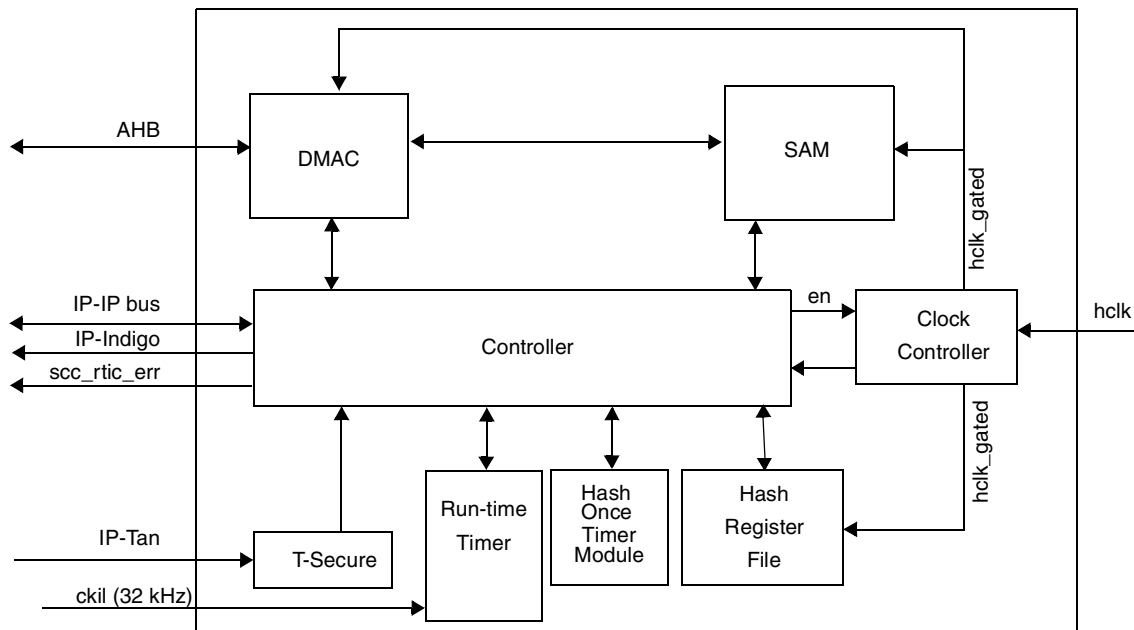 AHB
DMAC
SAM
hclk_gated
IP-IP bus
IP-Indigo
scc_rtic_err
Controller
en
Clock
Controller
hclk
hclk_gated
Run-time
Timer
Hash
Once
Timer
Module
Hash
Register
File
IP-Tan
T-Secure
ckil (32 kHz)